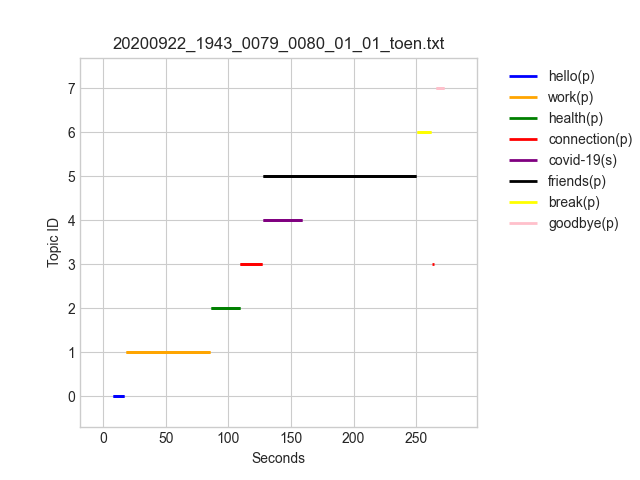 20200922_1943_0079_0080_01_01_toen.txt
hello(p)
work(p)
health(p)
connection(p)
covid-19(s)
friends(p)
break(p)
goodbye(p)
Topic ID
7
6
5
4
3
2
1
0
0 50 100 150 200 250
Seconds